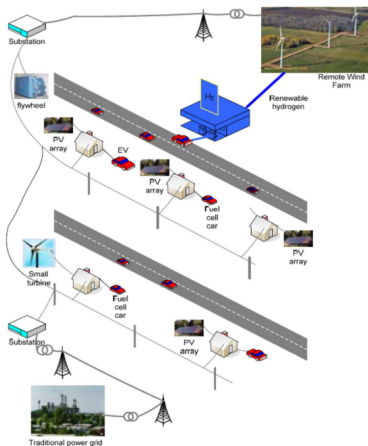 Substation
Remote Wind
Farm
H2
Renewable
hydrogen
flywheel
PV
array
EV
PV
array
Fuel
cell
car
PV
array
Small
turbine
Fuel
cell
car
PV
array
Substation
Traditional power grid